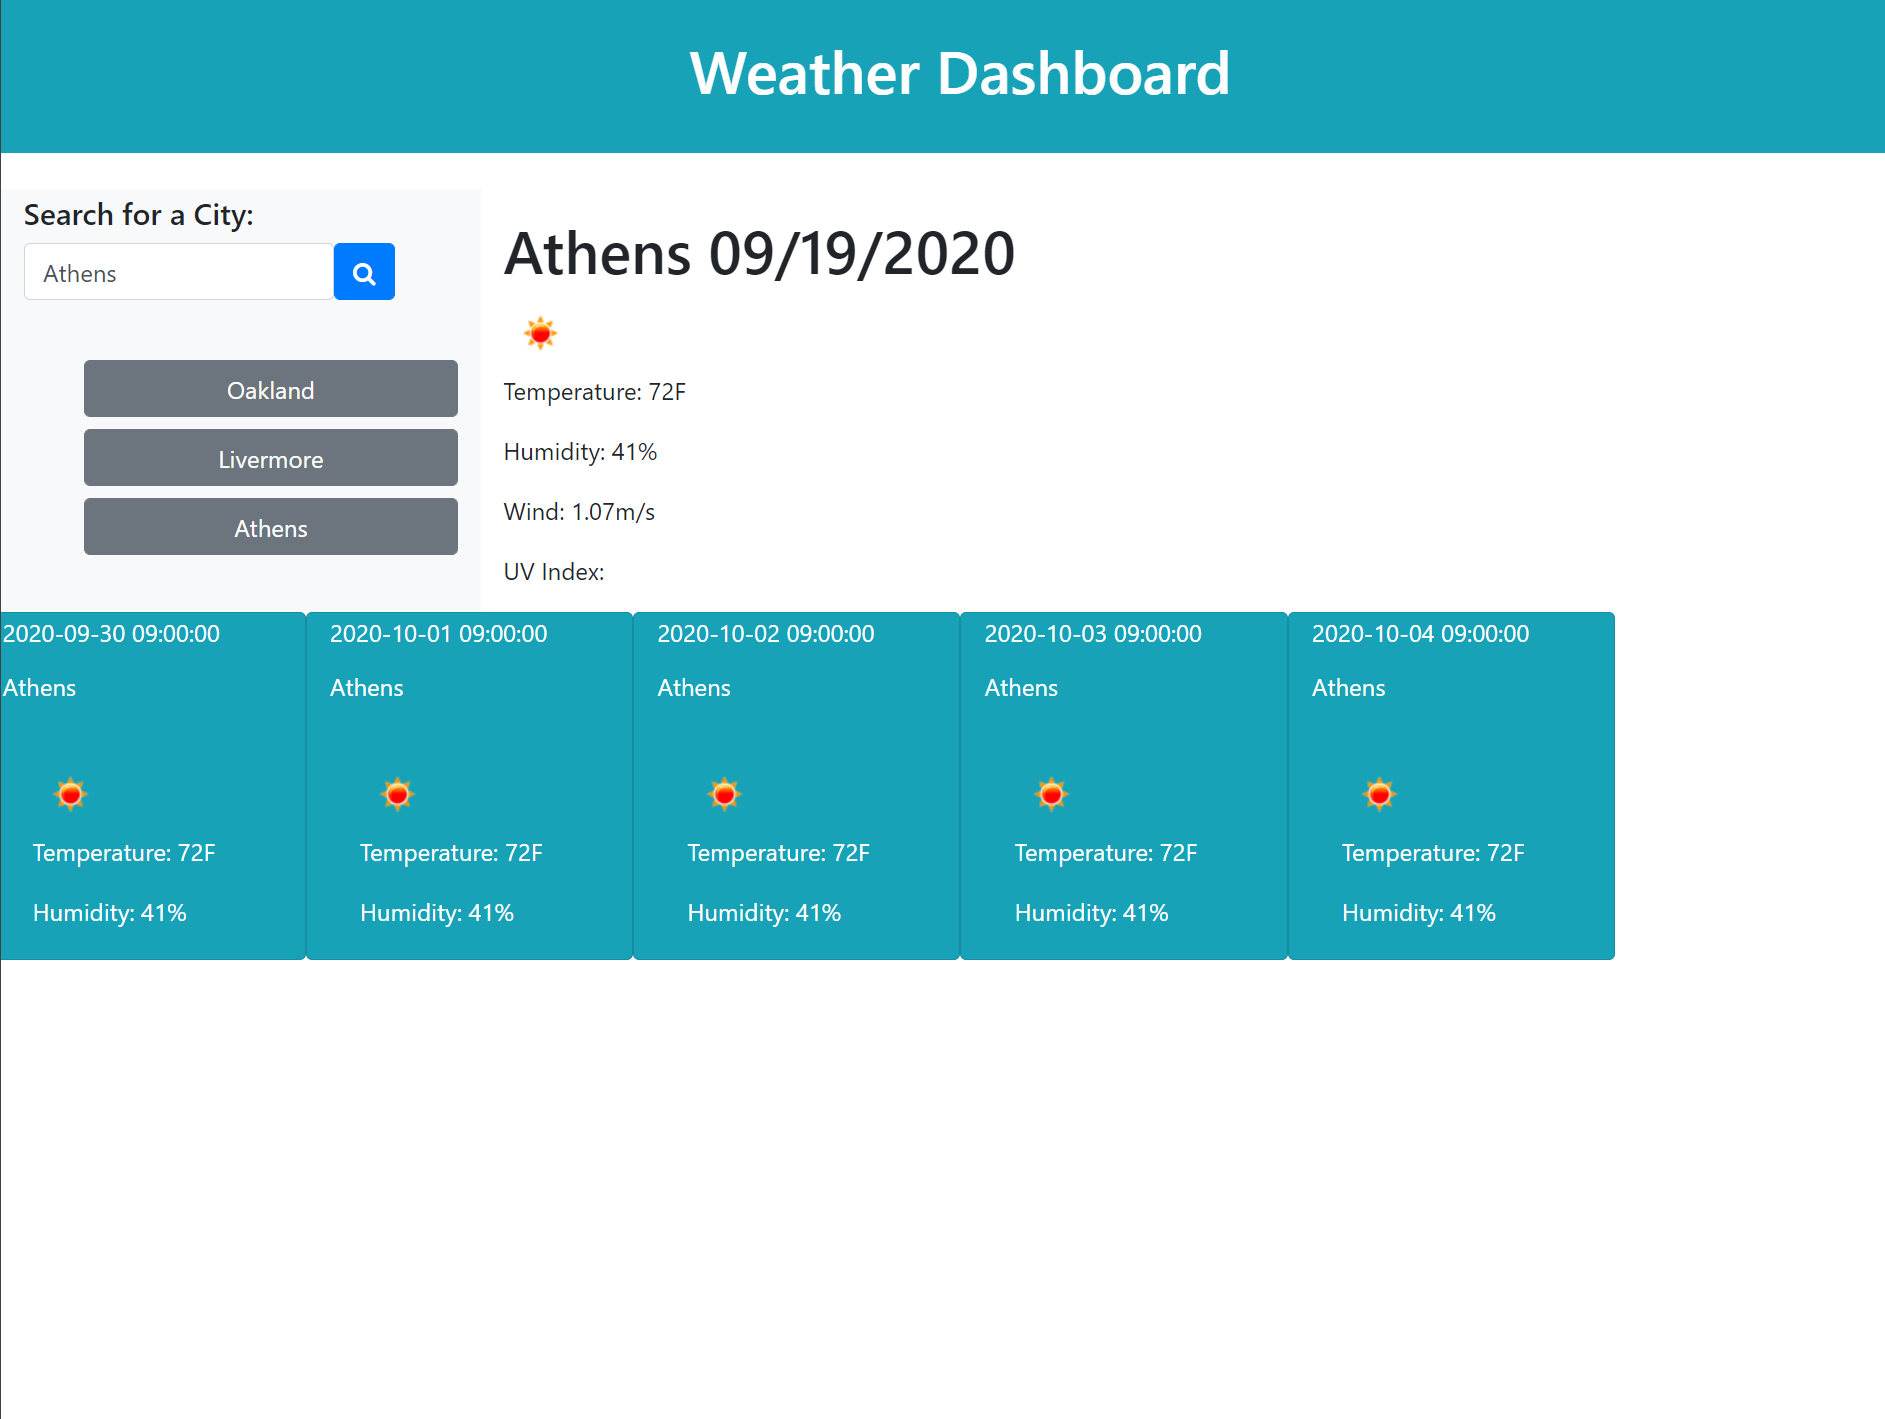 Weather Dashboard
Search for a City:
Athens
Oakland
Livermore
Athens
Athens 09/19/2020
Temperature: 72F
Humidity: 41%
Wind: 1.07m/s
UV Index:
2020-09-30 09:00:00
Athens
Temperature: 72F
Humidity: 41%
2020-10-01 09:00:00
Athens
Temperature: 72F
Humidity: 41%
2020-10-02 09:00:00
Athens
Temperature: 72F
Humidity: 41%
2020-10-03 09:00:00
Athens
Temperature: 72F
Humidity: 41%
2020-10-04 09:00:00
Athens
Temperature: 72F
Humidity: 41%